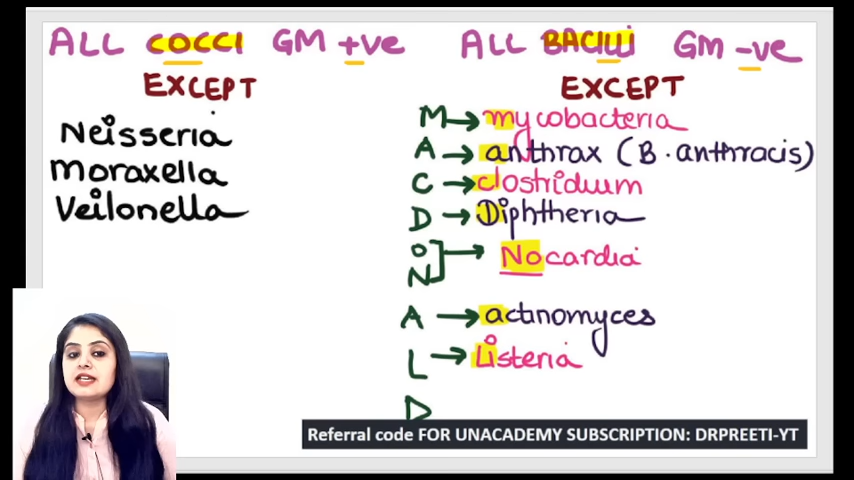 ALL COCCI GM +ve
EXCEPT
Neisseria
Moraxella
Veilonella
ALL BACILLI GM -ve
EXCEPT
M → mycobacteria
A → anthrax (B. anthracis)
C → clostridium
D → Diphtheria
O
N → Nocardia
A → actinomyces
L → Listeria
D
Referral code FOR UNACADEMY SUBSCRIPTION: DRPREETI-YT